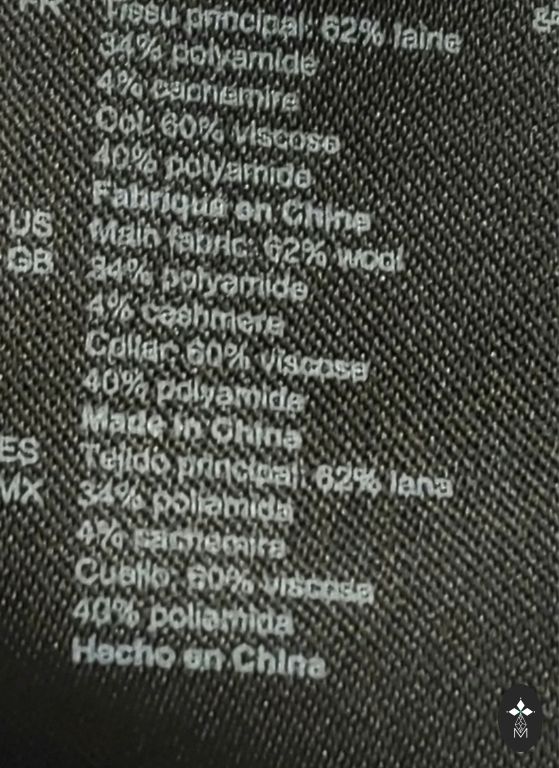 FR Tissu principal: 62% laine
34% polyamide
4% cachemire
Col: 60% viscose
40% polyamide
Fabriqué en Chine
US Main fabric: 62% wool
GB 34% polyamide
4% cashmere
Collar: 60% viscose
40% polyamide
Made in China
ES Tejido principal: 62% lana
MX 34% poliamida
4% cachemira
Cuello: 60% viscosa
40% poliamida
Hecho en China
M